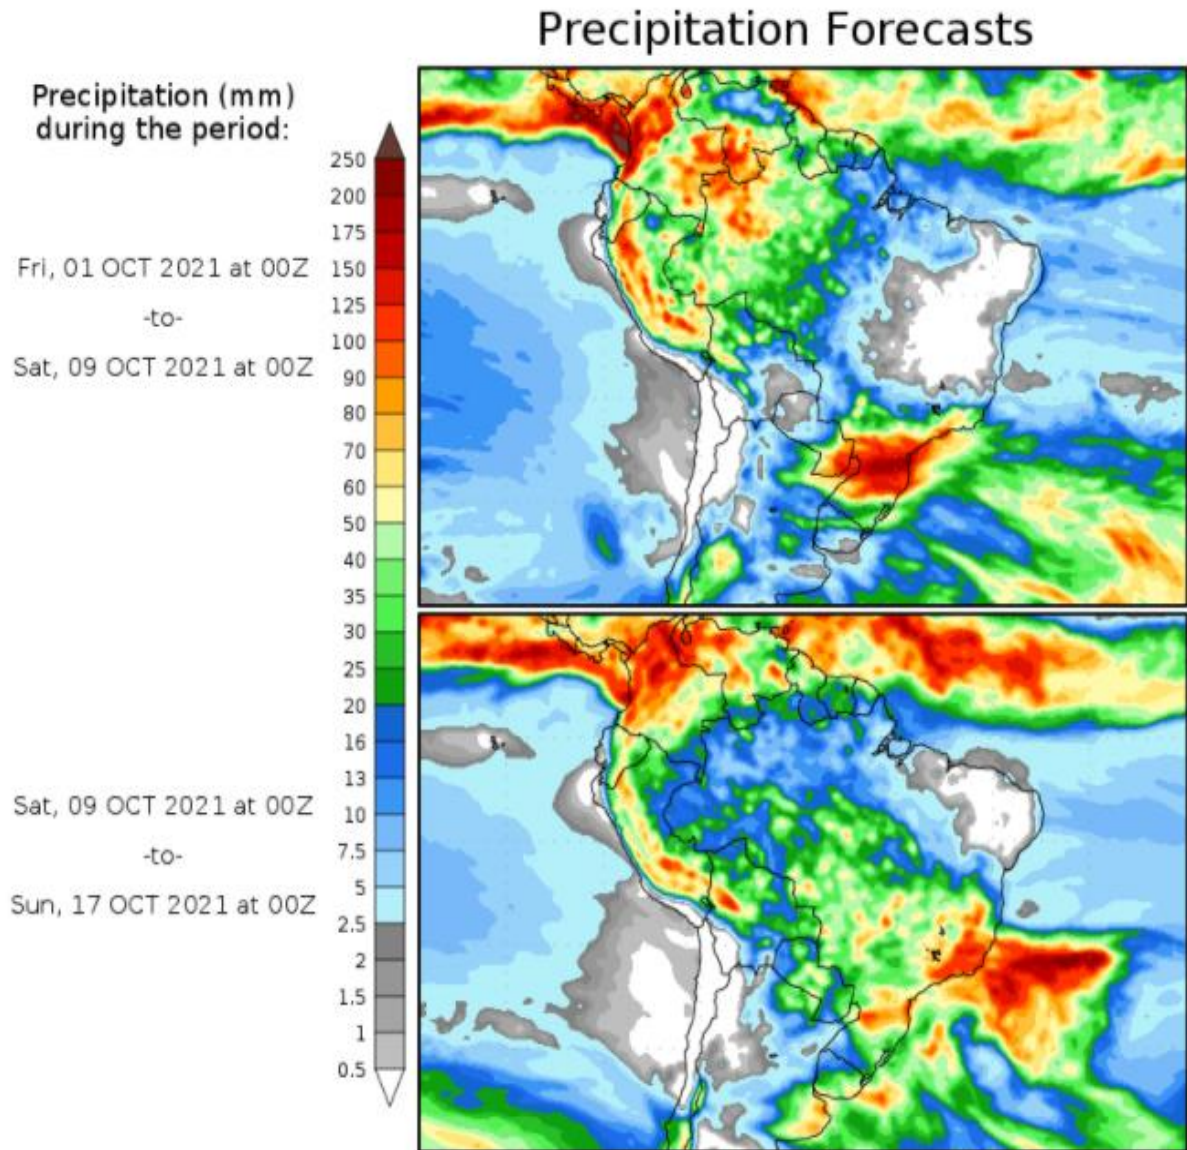 Precipitation Forecasts
Precipitation (mm)
during the period:
Fri, 01 OCT 2021 at 00Z
-to-
Sat, 09 OCT 2021 at 00Z
Sat, 09 OCT 2021 at 00Z
-to-
Sun, 17 OCT 2021 at 00Z
250
200
175
150
125
100
90
80
70
60
50
40
35
30
25
20
16
13
10
7.5
5
2.5
2
1.5
1
0.5